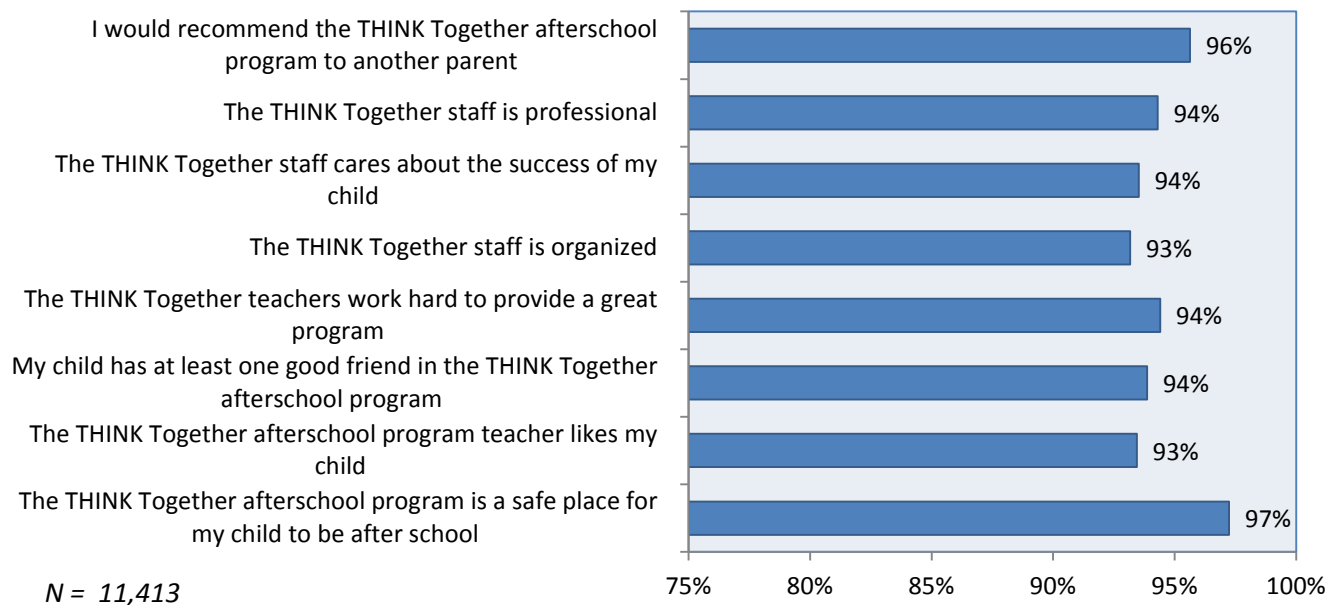 I would recommend the THINK Together afterschool
program to another parent
96%
The THINK Together staff is professional
94%
The THINK Together staff cares about the success of my
child
94%
The THINK Together staff is organized
93%
The THINK Together teachers work hard to provide a great
program
94%
My child has at least one good friend in the THINK Together
afterschool program
94%
The THINK Together afterschool program teacher likes my
child
93%
The THINK Together afterschool program is a safe place for
my child to be after school
97%
75% 80% 85% 90% 95% 100%
N = 11,413